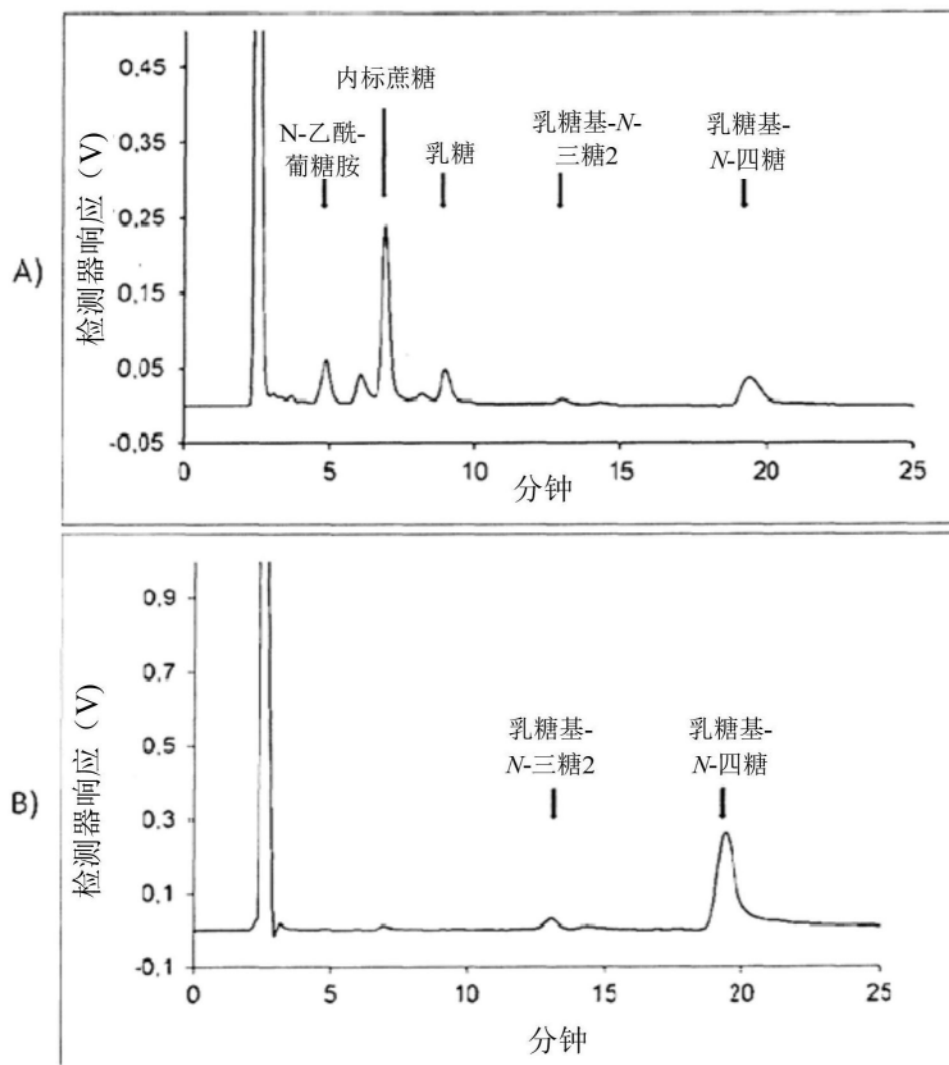 A)
检测器响应（V）
0,45
0,35
0,25
0,15
0,05
-0,05
N-乙酰-
葡糖胺
内标蔗糖
乳糖
乳糖基-N-
三糖2
乳糖基-
N-四糖
0
5
10
15
20
25
分钟
B)
检测器响应（V）
0,9
0,7
0,5
0,3
0,1
-0,1
乳糖基-
N-三糖2
乳糖基-
N-四糖
0
5
10
15
20
25
分钟